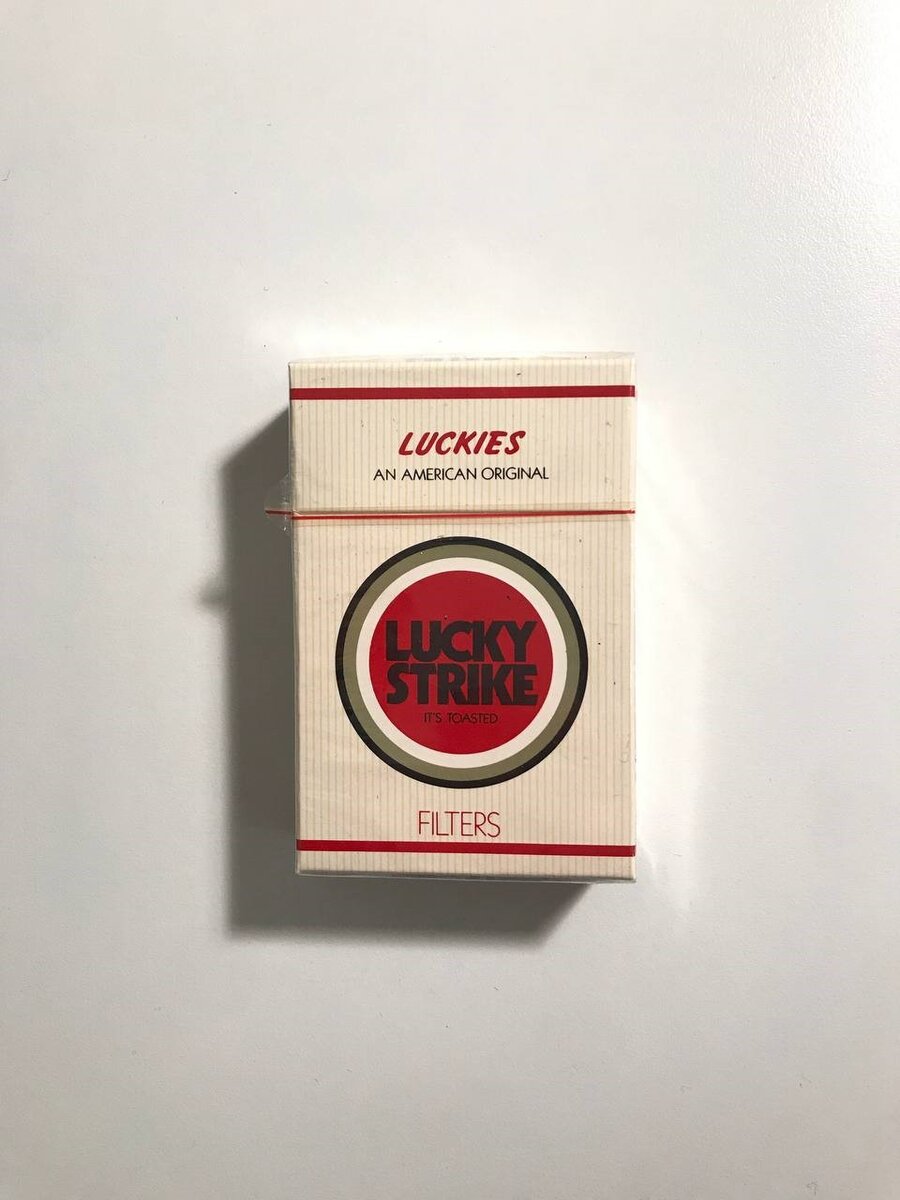 LUCKIES
AN AMERICAN ORIGINAL
LUCKY
STRIKE
IT'S TOASTED
FILTERS